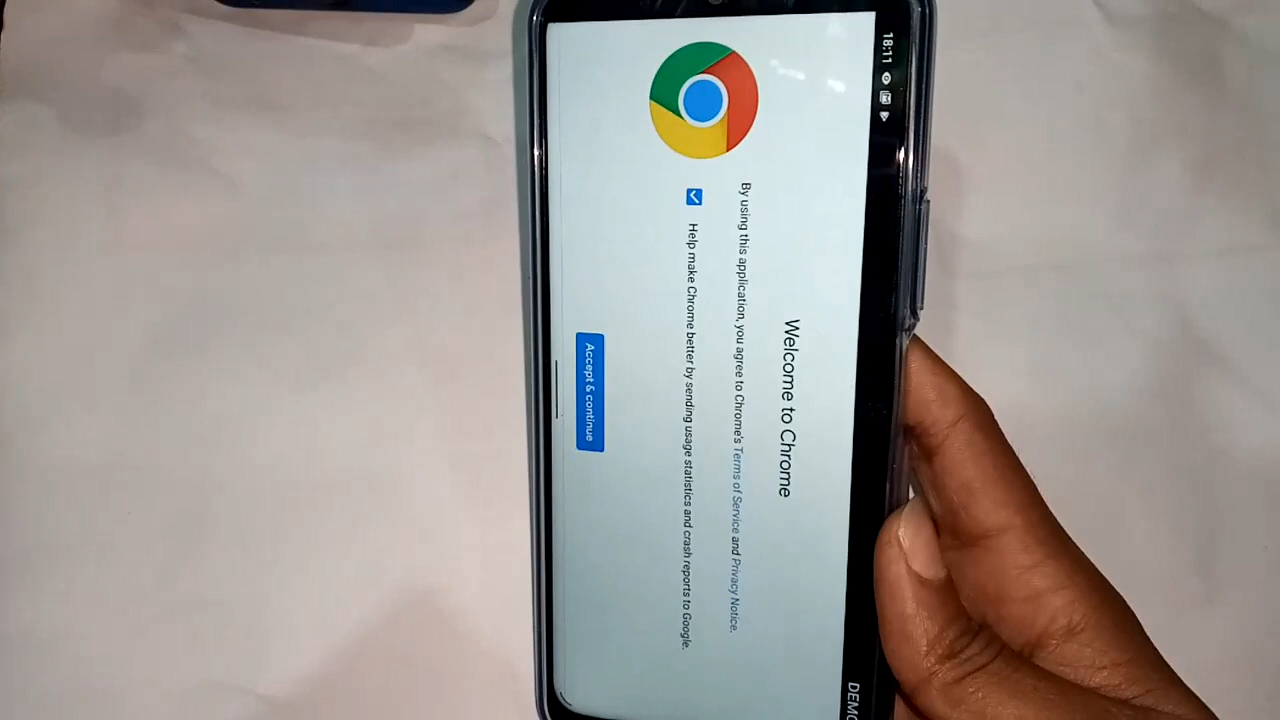 18:11
Welcome to Chrome
By using this application, you agree to Chrome's Terms of Service and Privacy Notice.
Help make Chrome better by sending usage statistics and crash reports to Google.
Accept & continue